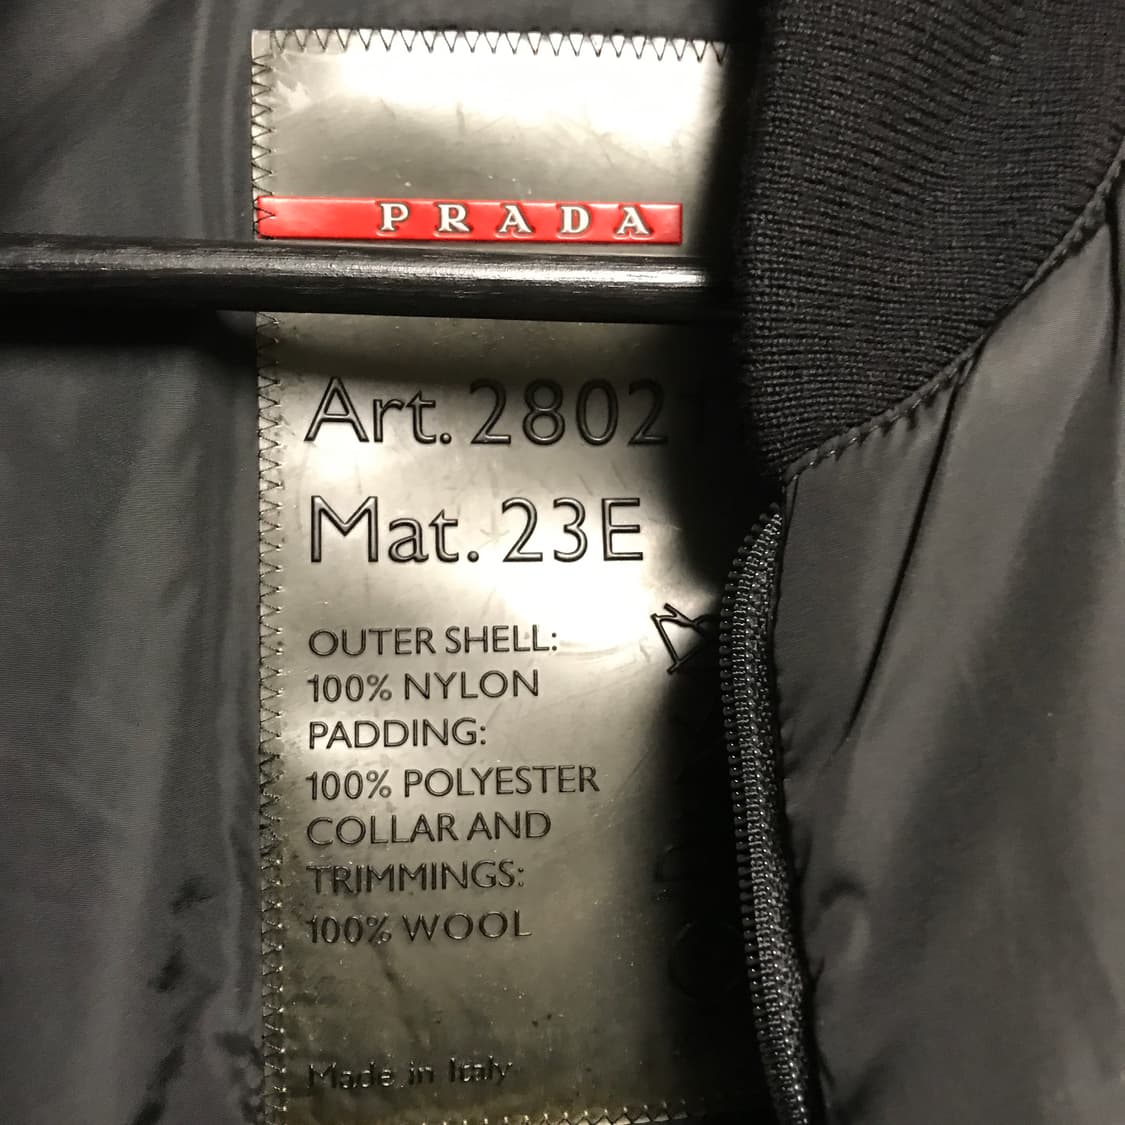 PRADA
Art. 2802
Mat. 23E
OUTER SHELL:
100% NYLON
PADDING:
100% POLYESTER
COLLAR AND
TRIMMINGS:
100% WOOL
Made in Italy